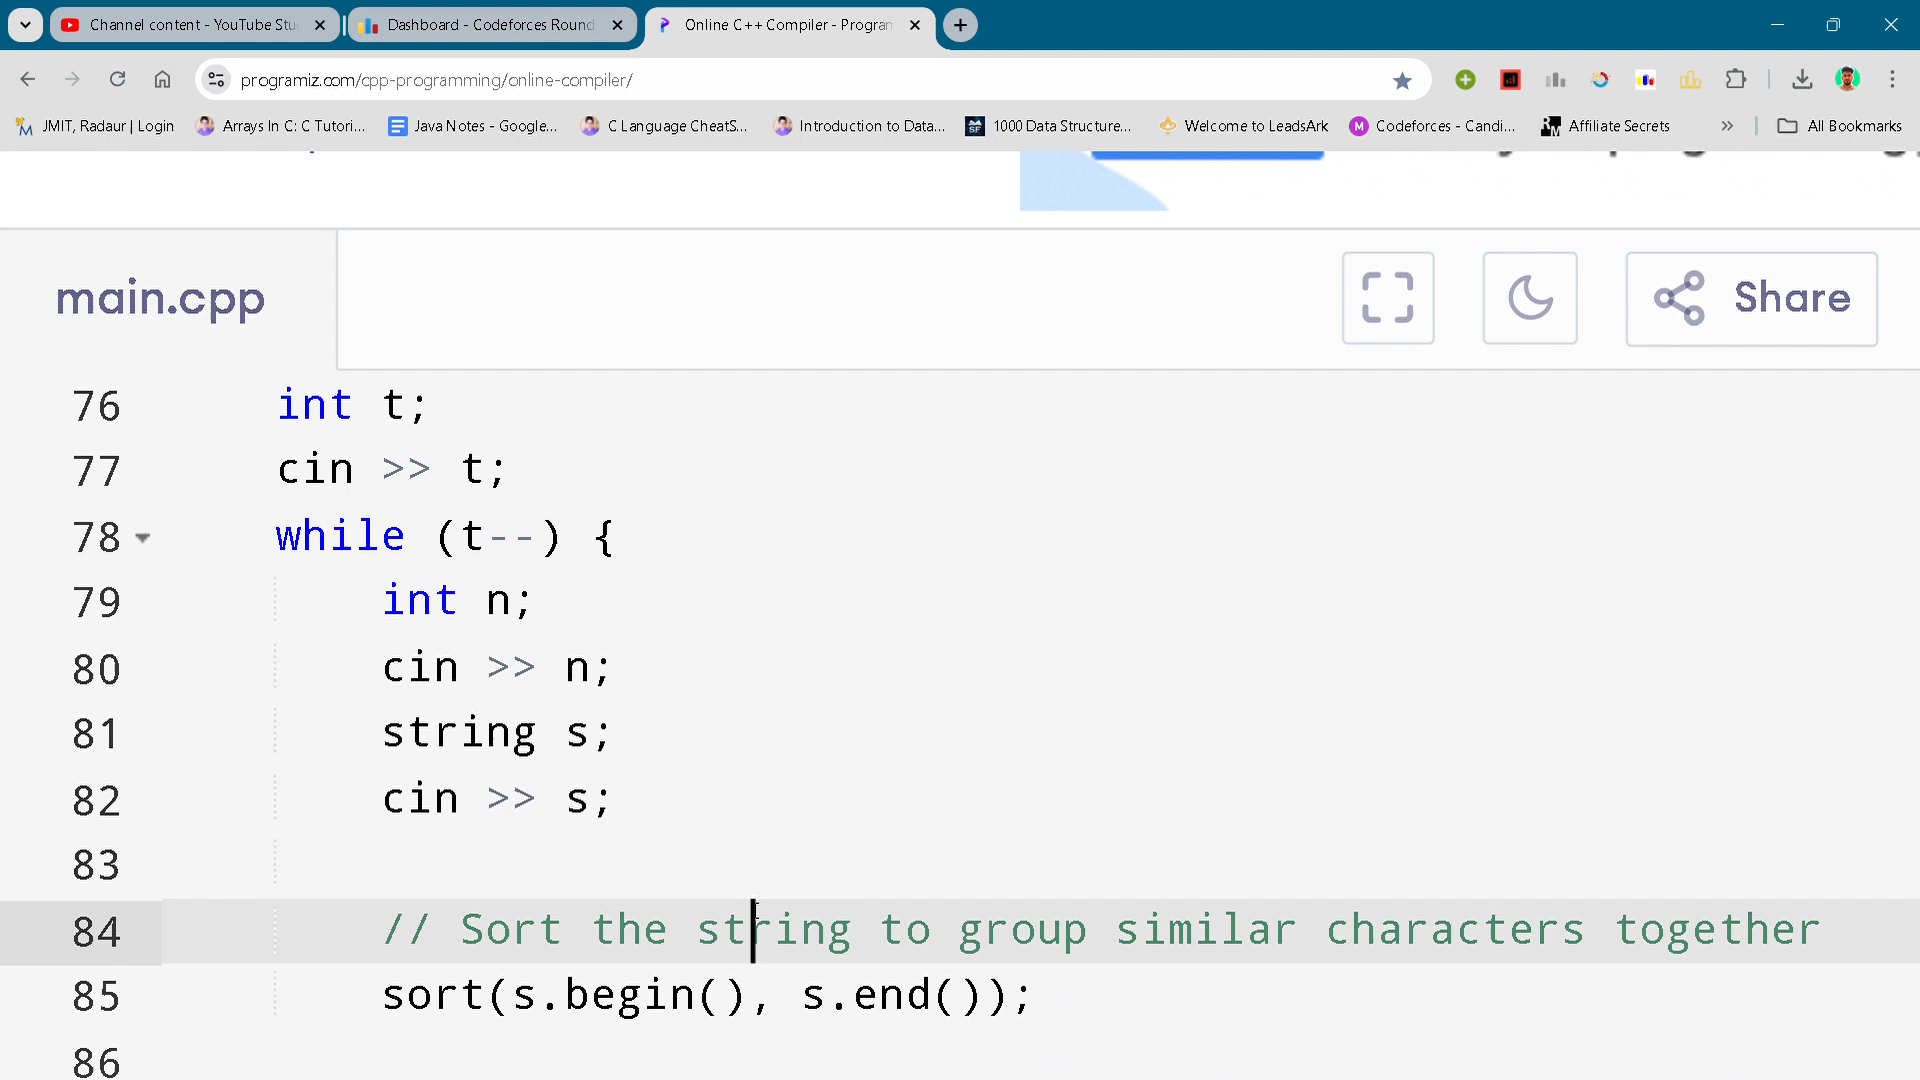 Channel content - YouTube Stu
Dashboard - Codeforces Round
Online C++ Compiler - Program
programiz.com/cpp-programming/online-compiler/
JMIT, Radaur | Login
Arrays In C: C Tutori...
Java Notes - Google...
C Language CheatS...
Introduction to Data...
1000 Data Structure...
Welcome to LeadsArk
Codeforces - Candi...
Affiliate Secrets
All Bookmarks
main.cpp
Share
76 int t;
77 cin >> t;
78 while (t--) {
79 int n;
80 cin >> n;
81 string s;
82 cin >> s;
83
84 // Sort the string to group similar characters together
85 sort(s.begin(), s.end());
86